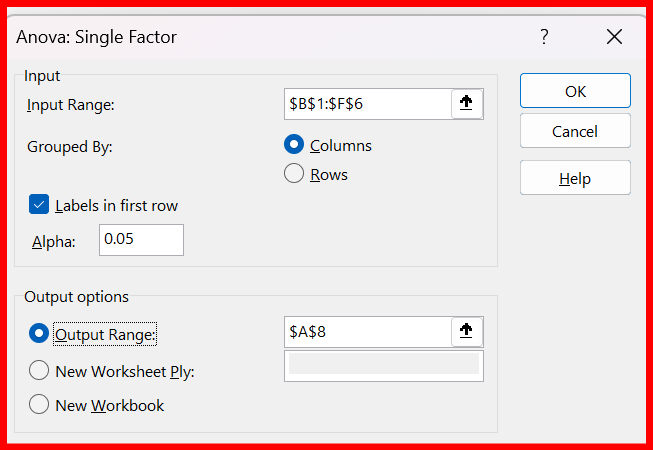 Anova: Single Factor ?
Input
Input Range: $B$1:$F$6
Grouped By: Columns
Rows
Labels in first row
Alpha: 0.05
OK
Cancel
Help
Output options
Output Range: $A$8
New Worksheet Ply:
New Workbook